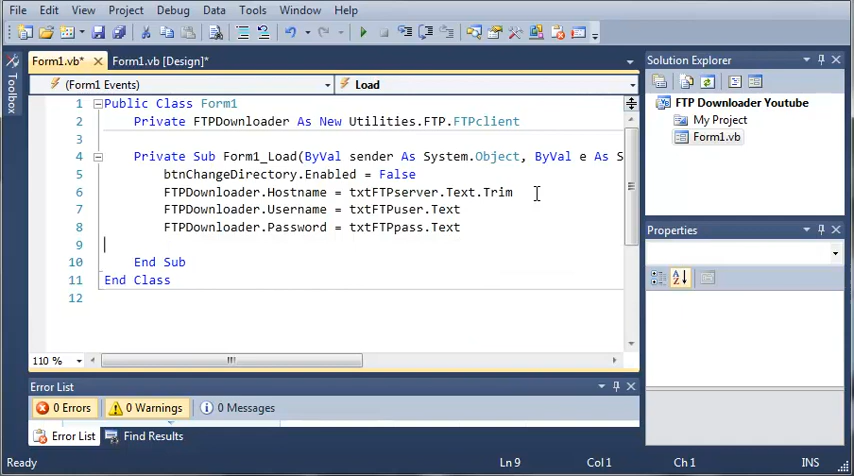 File Edit View Project Debug Data Tools Window Help
Form1.vb* Form1.vb [Design]*
Toolbox
(Form1 Events) Load
1 Public Class Form1
2 Private FTPDownloader As New Utilities.FTP.FTPclient
3
4 Private Sub Form1_Load(ByVal sender As System.Object, ByVal e As S
5 btnChangeDirectory.Enabled = False
6 FTPDownloader.Hostname = txtFTPserver.Text.Trim
7 FTPDownloader.Username = txtFTPuser.Text
8 FTPDownloader.Password = txtFTPpass.Text
9
10 End Sub
11 End Class
12
110 %
Solution Explorer
FTP Downloader Youtube
My Project
Form1.vb
Properties
Error List
0 Errors 0 Warnings 0 Messages
Error List Find Results
Ready Ln 9 Col 1 Ch 1 INS